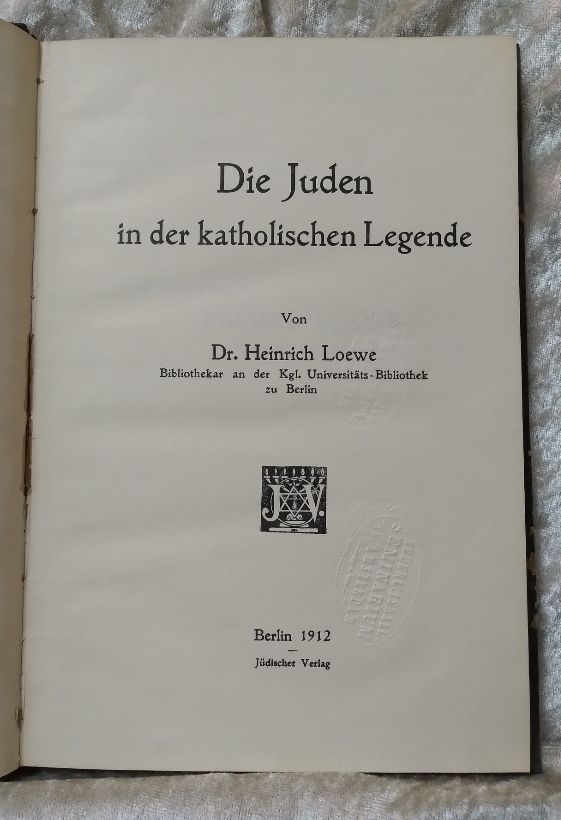 Die Juden
in der katholischen Legende
Von
Dr. Heinrich Loewe
Bibliothekar an der Kgl. Universitäts-Bibliothek
zu Berlin
J.V.
Berlin 1912
Jüdischer Verlag